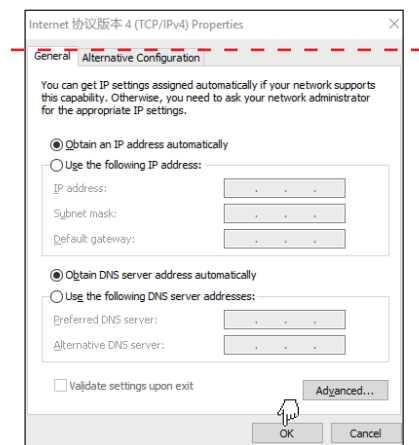 Internet 协议版本 4 (TCP/IPv4) Properties
General Alternative Configuration
You can get IP settings assigned automatically if your network supports
this capability. Otherwise, you need to ask your network administrator
for the appropriate IP settings.
Obtain an IP address automatically
Use the following IP address:
IP address:
Subnet mask:
Default gateway:
Obtain DNS server address automatically
Use the following DNS server addresses:
Preferred DNS server:
Alternative DNS server:
Validate settings upon exit
Advanced...
OK Cancel